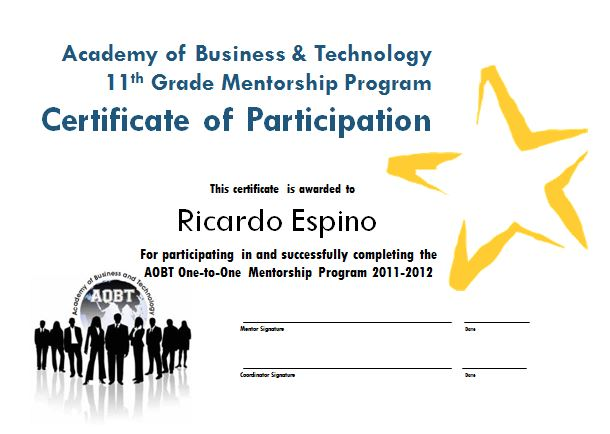 Academy of Business & Technology
11th Grade Mentorship Program
Certificate of Participation
This certificate is awarded to
Ricardo Espino
For participating in and successfully completing the
AOBT One-to-One Mentorship Program 2011-2012
Academy of Business and Technology
AOBT
Mentor Signature Date
Coordinator Signature Date